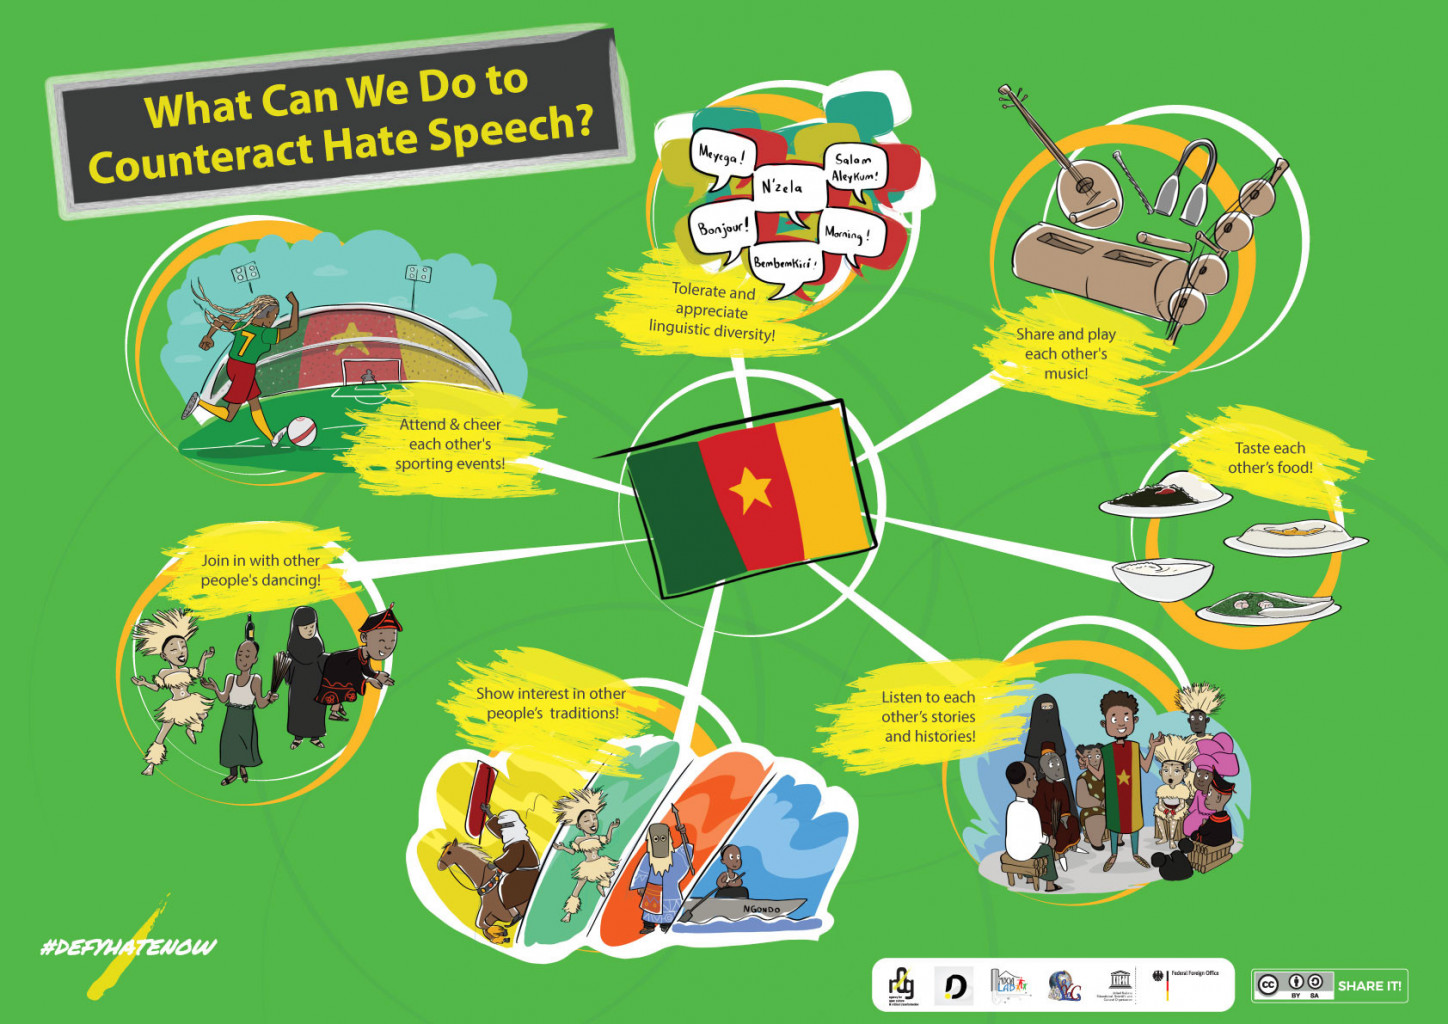 What Can We Do to
Counteract Hate Speech?
Meyega!
Salam
Aleykum!
N'zela
Bonjour!
Morning!
Bembemkiri!
Tolerate and
appreciate
linguistic diversity!
Share and play
each other's
music!
7
Attend & cheer
each other's
sporting events!
Taste each
other's food!
Join in with other
people's dancing!
Show interest in other
people's traditions!
Listen to each
other's stories
and histories!
NGONDO
#DEFYHATENOW
r0g
Federal Foreign Office
cc
BY SA
SHARE IT!